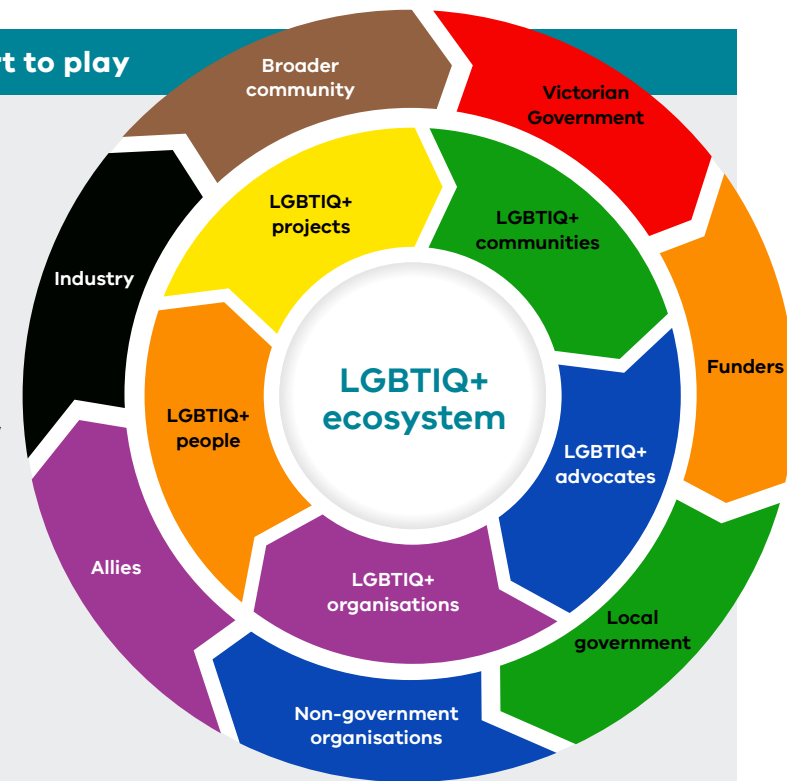 rt to play
Broader
community
Victorian
Government
LGBTIQ+
projects
LGBTIQ+
communities
Industry
Funders
LGBTIQ+
ecosystem
LGBTIQ+
people
LGBTIQ+
advocates
Allies
LGBTIQ+
organisations
Local
government
Non-government
organisations